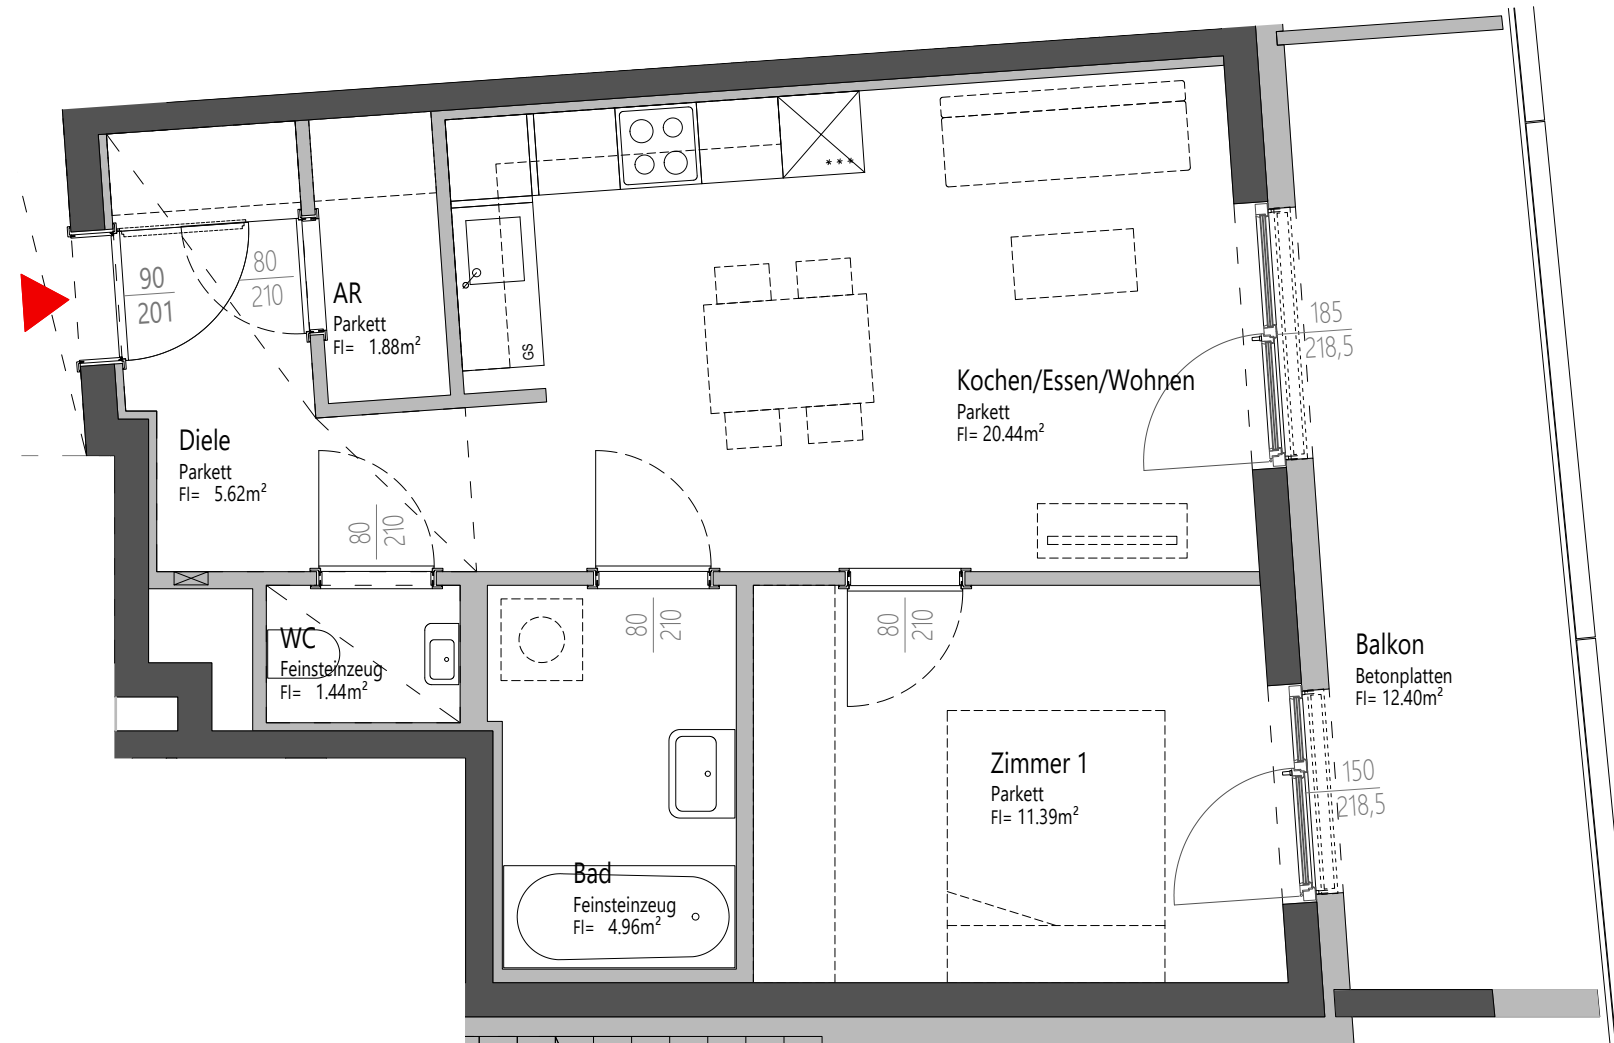 90
201
80
210
AR
Parkett
Fl= 1.88m²
GS
***
185
218,5
Kochen/Essen/Wohnen
Parkett
Fl= 20.44m²
Diele
Parkett
Fl= 5.62m²
80
210
80
210
80
210
WC
Feinsteinzeug
Fl= 1.44m²
Balkon
Betonplatten
Fl= 12.40m²
Zimmer 1
Parkett
Fl= 11.39m²
150
218,5
Bad
Feinsteinzeug
Fl= 4.96m²